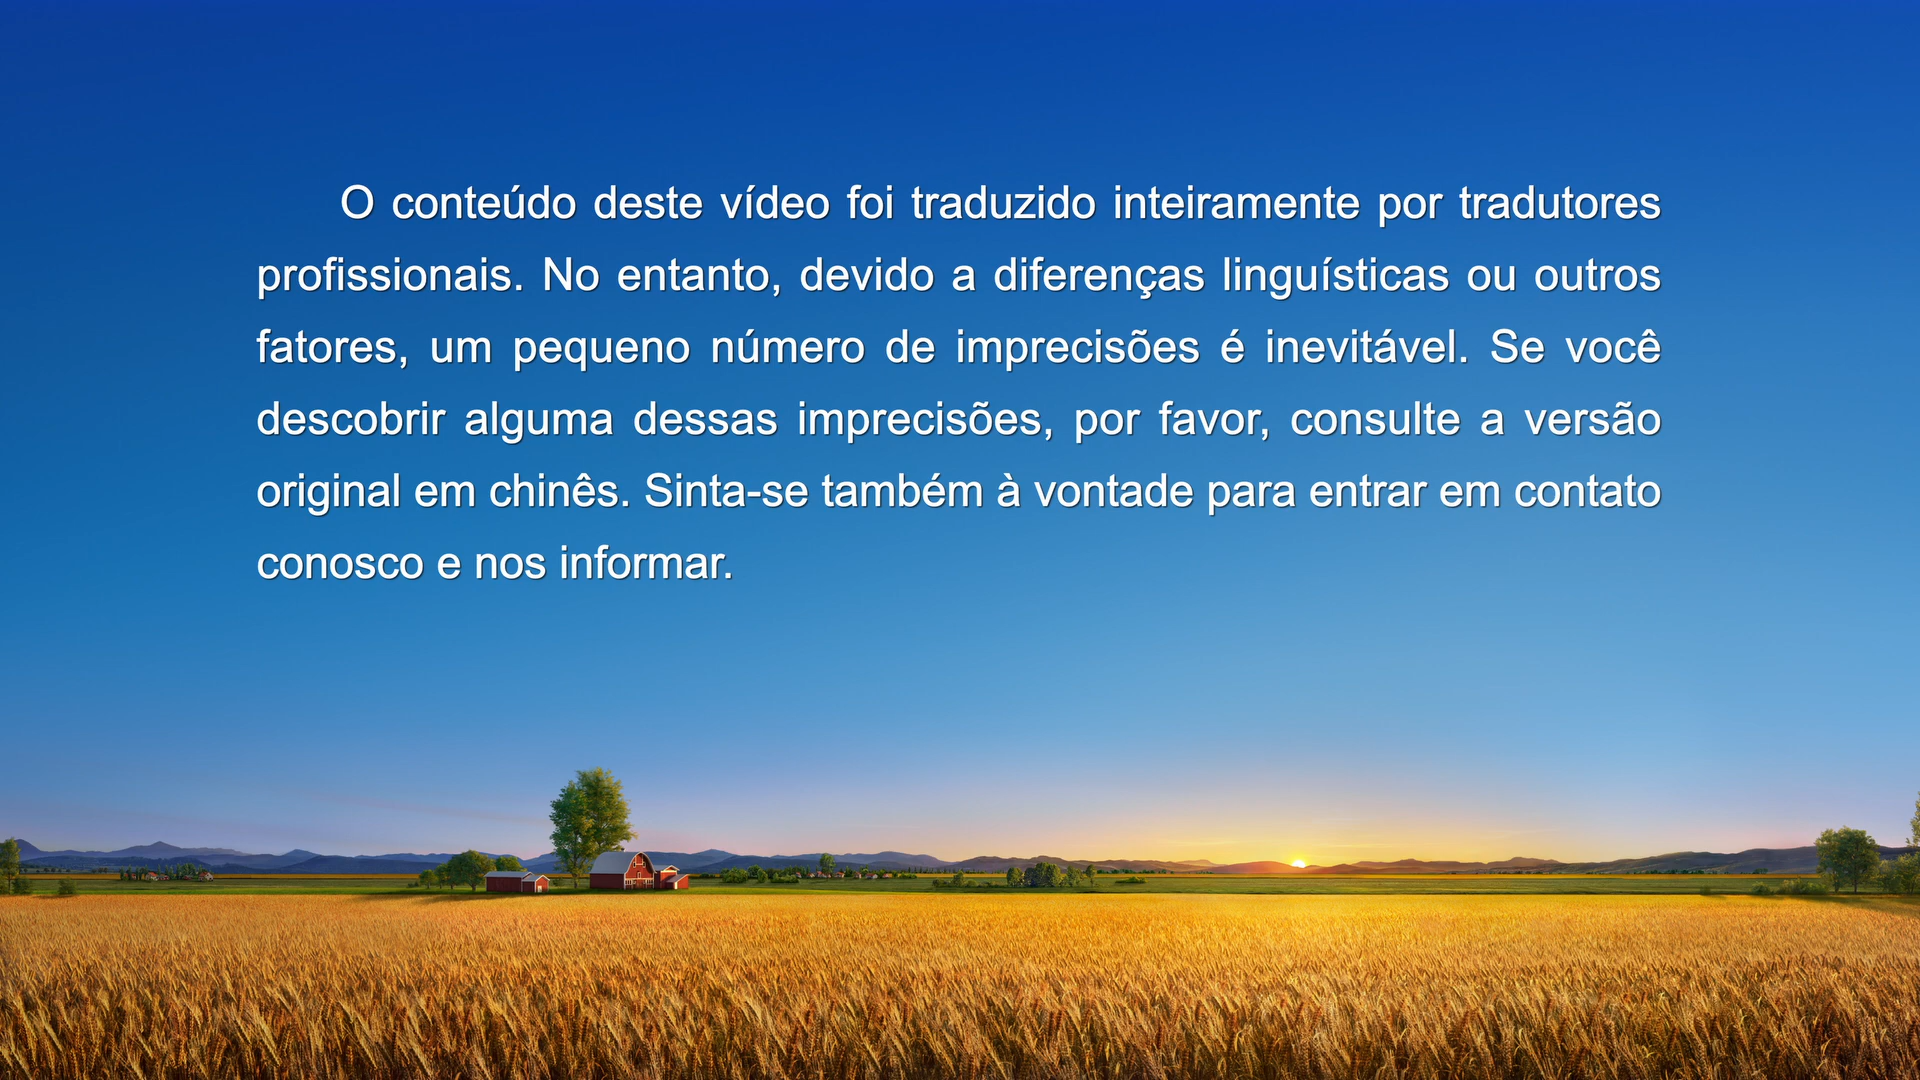 O conteúdo deste vídeo foi traduzido inteiramente por tradutores
profissionais. No entanto, devido a diferenças linguísticas ou outros
fatores, um pequeno número de imprecisões é inevitável. Se você
descobrir alguma dessas imprecisões, por favor, consulte a versão
original em chinês. Sinta-se também à vontade para entrar em contato
conosco e nos informar.